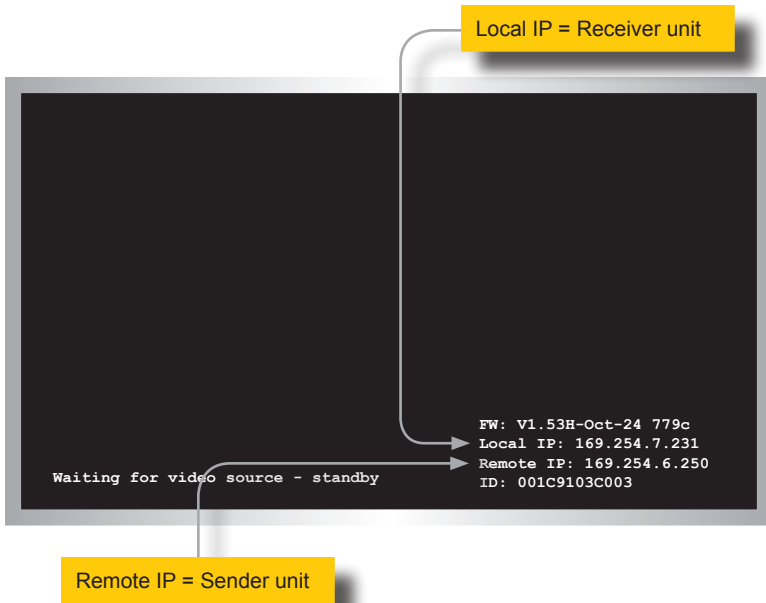 Local IP = Receiver unit
FW: V1.53H-Oct-24 779c
Local IP: 169.254.7.231
Remote IP: 169.254.6.250
Waiting for video source - standby
ID: 001C9103C003
Remote IP = Sender unit